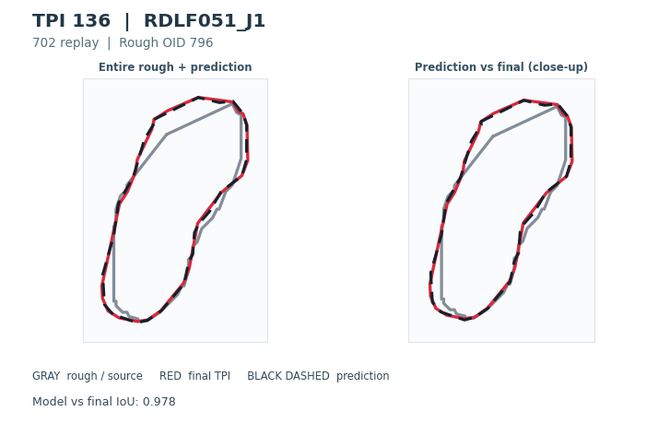 TPI 136 | RDLF051_J1
702 replay | Rough OID 796
Entire rough + prediction
Prediction vs final (close-up)
GRAY rough / source RED final TPI BLACK DASHED prediction
Model vs final IoU: 0.978